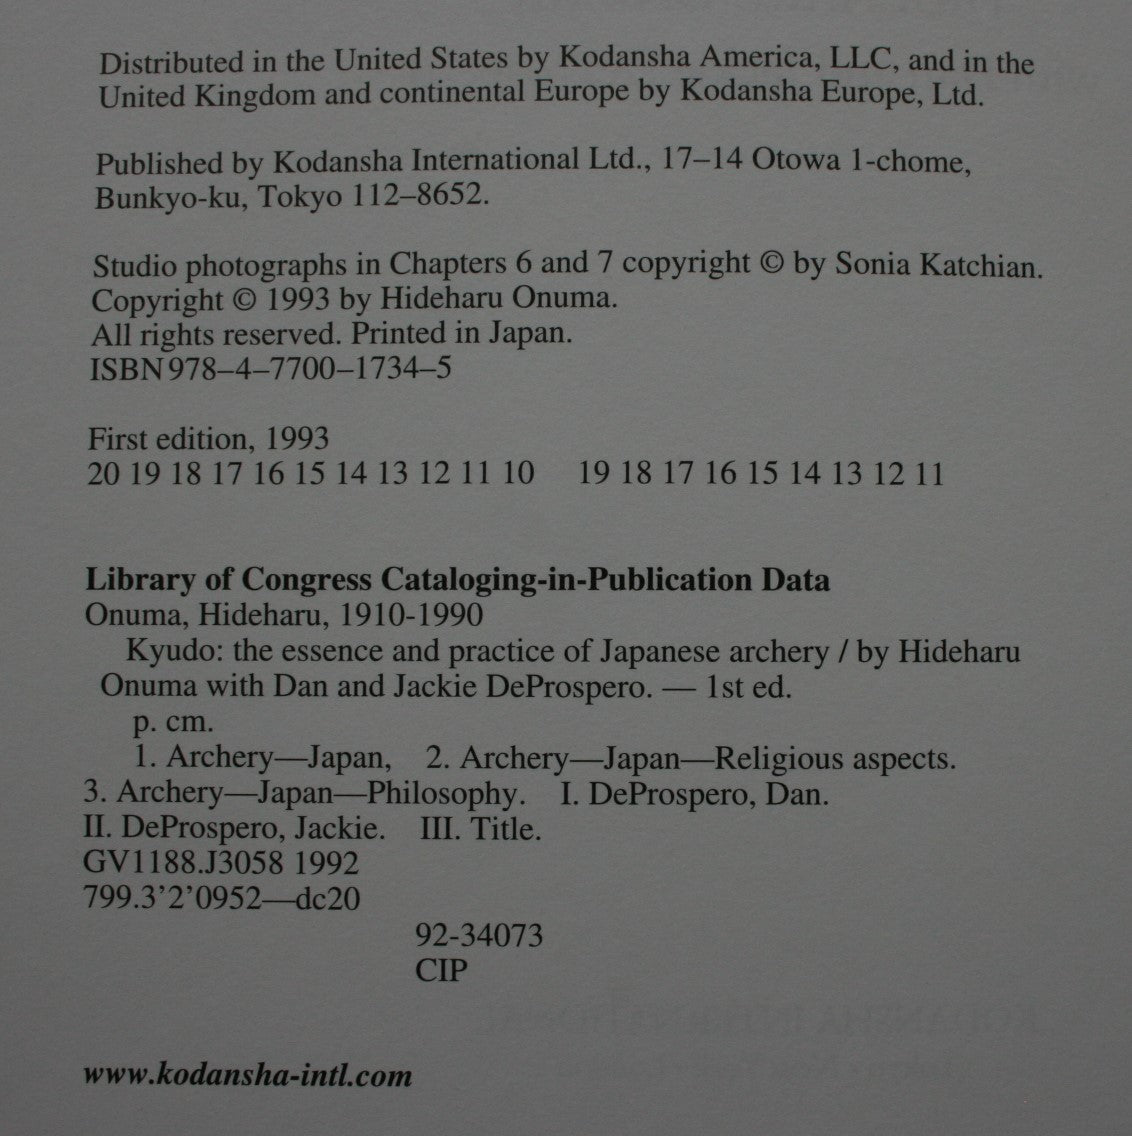 Distributed in the United States by Kodansha America, LLC, and in the
United Kingdom and continental Europe by Kodansha Europe, Ltd.
Published by Kodansha International Ltd., 17–14 Otowa 1-chome,
Bunkyo-ku, Tokyo 112–8652.
Studio photographs in Chapters 6 and 7 copyright © by Sonia Katchian.
Copyright © 1993 by Hideharu Onuma.
All rights reserved. Printed in Japan.
ISBN 978–4–7700–1734–5
First edition, 1993
20 19 18 17 16 15 14 13 12 11 10 19 18 17 16 15 14 13 12 11
Library of Congress Cataloging-in-Publication Data
Onuma, Hideharu, 1910-1990
Kyudo: the essence and practice of Japanese archery / by Hideharu
Onuma with Dan and Jackie DeProspero. — 1st ed.
p. cm.
1. Archery—Japan, 2. Archery—Japan—Religious aspects.
3. Archery—Japan—Philosophy. I. DeProspero, Dan.
II. DeProspero, Jackie. III. Title.
GV1188.J3058 1992
799.3’2’0952—dc20
92-34073
CIP
www.kodansha-intl.com